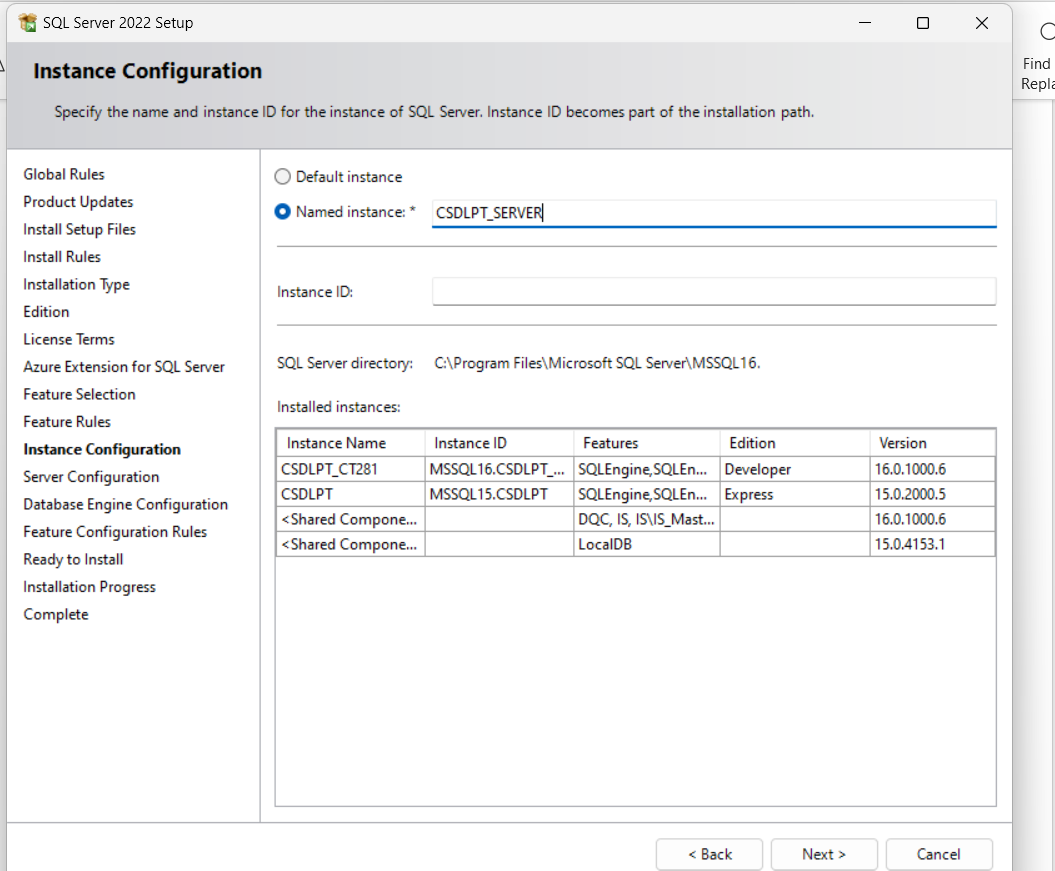 SQL Server 2022 Setup
Find
Repla
Instance Configuration
Specify the name and instance ID for the instance of SQL Server. Instance ID becomes part of the installation path.
Global Rules
Product Updates
Install Setup Files
Install Rules
Installation Type
Edition
License Terms
Azure Extension for SQL Server
Feature Selection
Feature Rules
Instance Configuration
Server Configuration
Database Engine Configuration
Feature Configuration Rules
Ready to Install
Installation Progress
Complete
Default instance
Named instance: * CSDLPT_SERVER
Instance ID:
SQL Server directory: C:\Program Files\Microsoft SQL Server\MSSQL16.
Installed instances:
Instance Name Instance ID Features Edition Version
CSDLPT_CT281 MSSQL16.CSDLPT_... SQLEngine,SQLEn... Developer 16.0.1000.6
CSDLPT MSSQL15.CSDLPT SQLEngine,SQLEn... Express 15.0.2000.5
<Shared Compone... DQC, IS, IS\IS_Mast... 16.0.1000.6
<Shared Compone... LocalDB 15.0.4153.1
< Back Next > Cancel